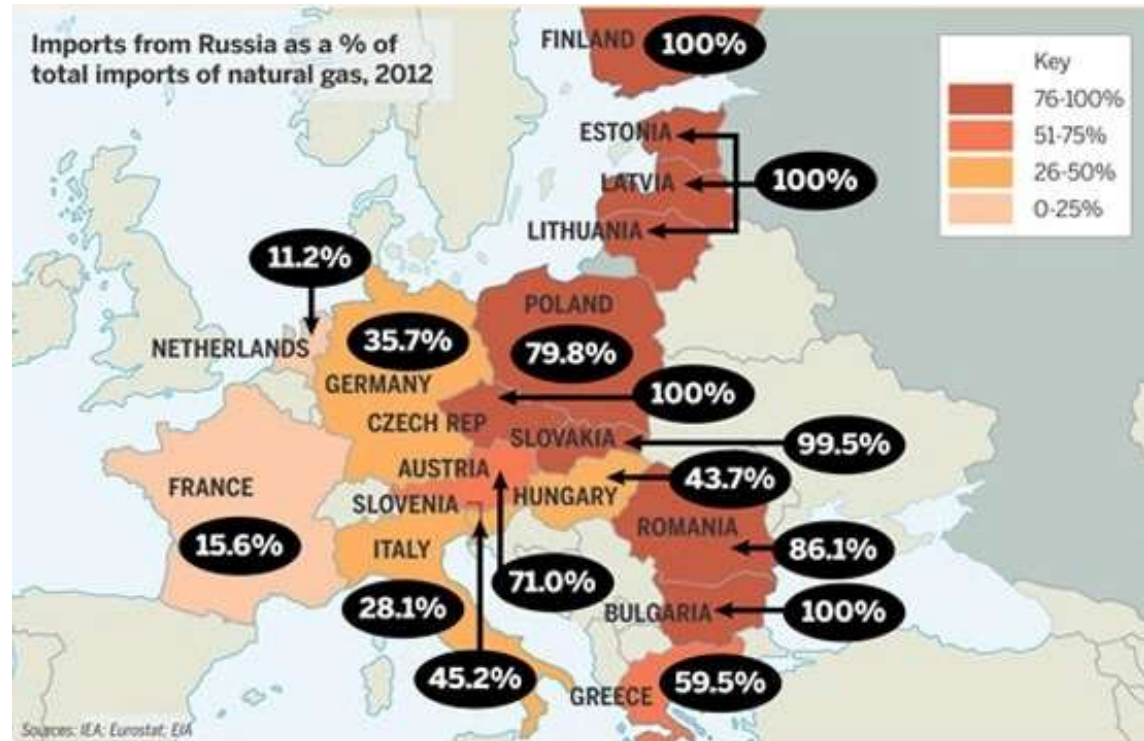 Imports from Russia as a % of
total imports of natural gas, 2012
FINLAND
100%
Key
76-100%
51-75%
26-50%
0-25%
ESTONIA
LATVIA
100%
LITHUANIA
11.2%
POLAND
NETHERLANDS
35.7%
79.8%
GERMANY
100%
CZECH REP
SLOVAKIA
99.5%
AUSTRIA
43.7%
FRANCE
SLOVENIA
HUNGARY
ROMANIA
15.6%
ITALY
86.1%
71.0%
28.1%
BULGARIA
100%
45.2%
GREECE
59.5%
Sources: IEA; Eurostat; EIA